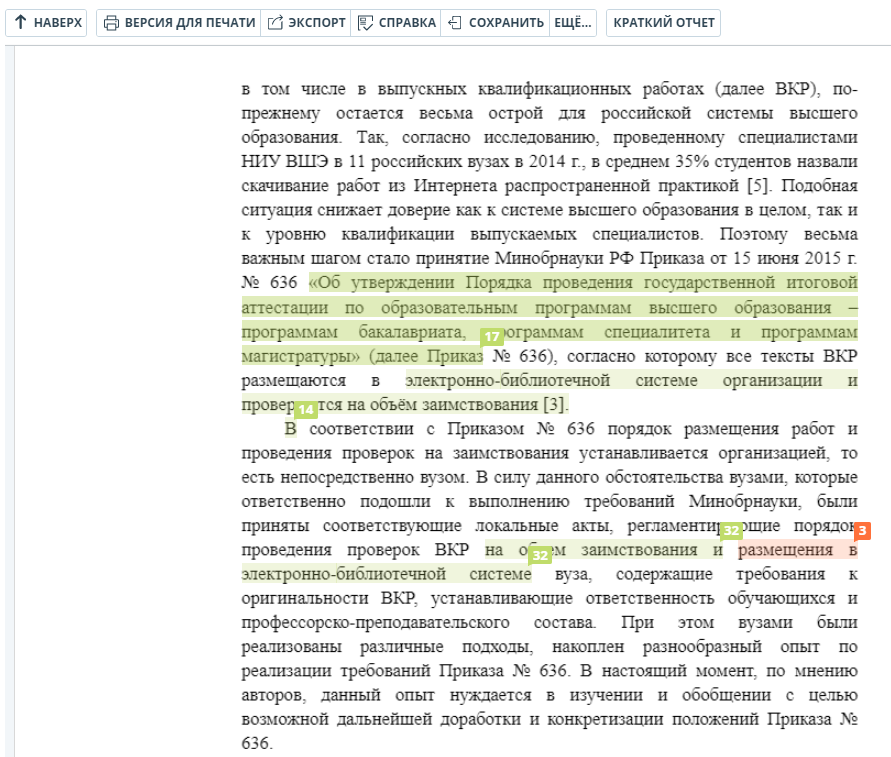 НАВЕРХ ВЕРСИЯ ДЛЯ ПЕЧАТИ ЭКСПОРТ СПРАВКА СОХРАНИТЬ ЕЩЁ... КРАТКИЙ ОТЧЕТ
в том числе в выпускных квалификационных работах (далее ВКР), по-
прежнему остается весьма острой для российской системы высшего
образования. Так, согласно исследованию, проведенному специалистами
НИУ ВШЭ в 11 российских вузах в 2014 г., в среднем 35% студентов назвали
скачивание работ из Интернета распространенной практикой [5]. Подобная
ситуация снижает доверие как к системе высшего образования в целом, так и
к уровню квалификации выпускаемых специалистов. Поэтому весьма
важным шагом стало принятие Минобрнауки РФ Приказа от 15 июня 2015 г.
№ 636 «Об утверждении Порядка проведения государственной итоговой
аттестации по образовательным программам высшего образования –
программам бакалавриата, 17 рограммам специалитета и программам
магистратуры» (далее Приказ № 636), согласно которому все тексты ВКР
размещаются в электронно-библиотечной системе организации и
провер 14 тся на объём заимствования [3].
В соответствии с Приказом № 636 порядок размещения работ и
проведения проверок на заимствования устанавливается организацией, то
есть непосредственно вузом. В силу данного обстоятельства вузами, которые
ответственно подошли к выполнению требований Минобрнауки, были
приняты соответствующие локальные акты, регламентир 32 щие порядок 3
проведения проверок ВКР на об 32 ем заимствования и размещения в
электронно-библиотечной системе вуза, содержащие требования к
оригинальности ВКР, устанавливающие ответственность обучающихся и
профессорско-преподавательского состава. При этом вузами были
реализованы различные подходы, накоплен разнообразный опыт по
реализации требований Приказа № 636. В настоящий момент, по мнению
авторов, данный опыт нуждается в изучении и обобщении с целью
возможной дальнейшей доработки и конкретизации положений Приказа №
636.